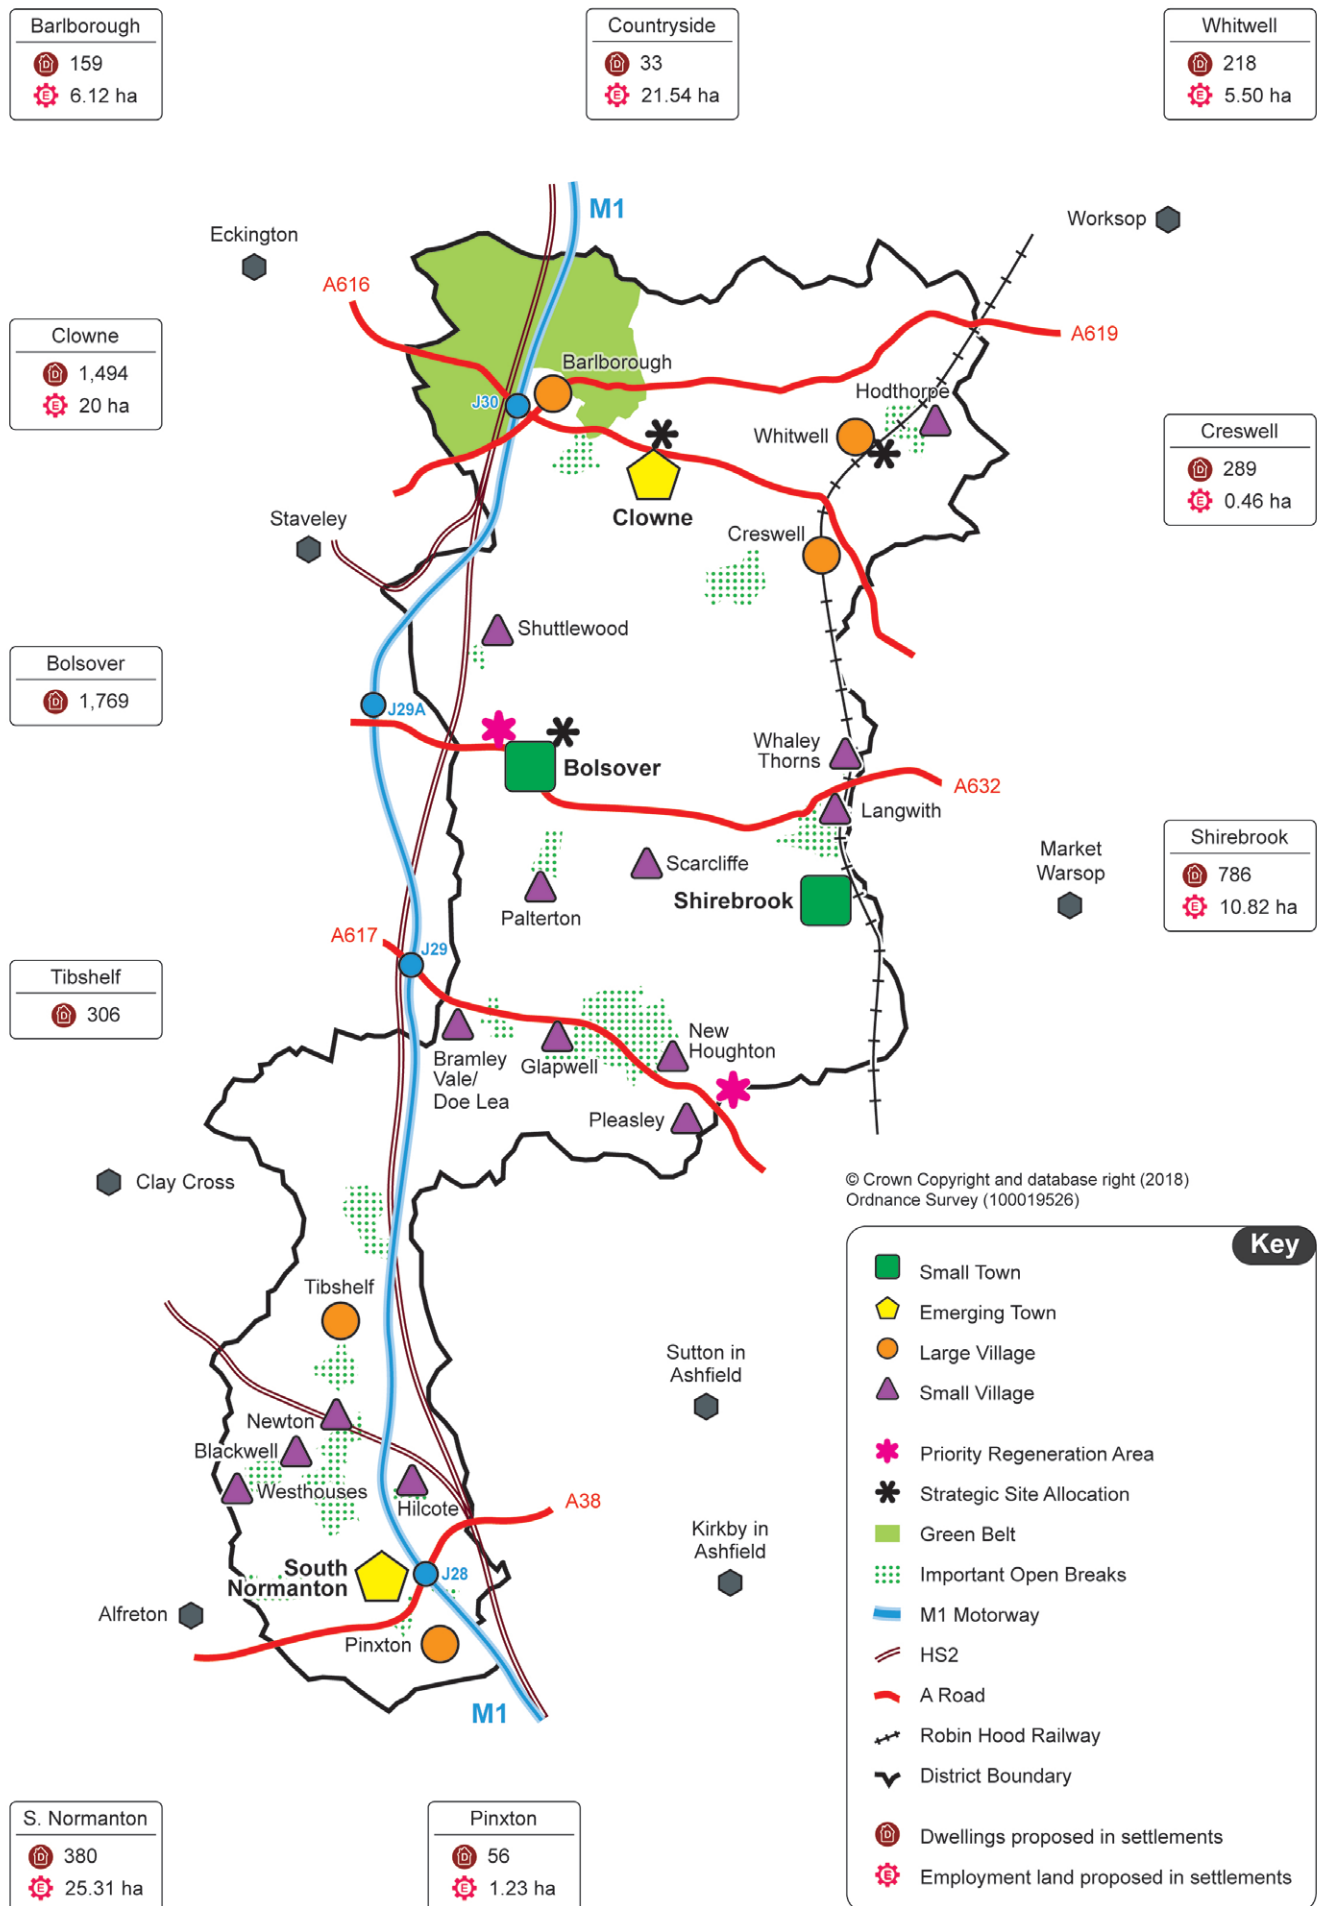 Barlborough
D 159
E 6.12 ha
Countryside
D 33
E 21.54 ha
Whitwell
D 218
E 5.50 ha
M1
Worksop
Eckington
A616
Clowne
D 1,494
E 20 ha
A619
Barlborough
Hodthorpe
J30
Whitwell
Creswell
D 289
E 0.46 ha
Clowne
Staveley
Creswell
Shuttlewood
Bolsover
D 1,769
J29A
Whaley
Thorns
Bolsover
A632
Langwith
Shirebrook
D 786
E 10.82 ha
Market
Warsop
Scarcliffe
Shirebrook
Palterton
A617
J29
Tibshelf
D 306
New
Houghton
Bramley
Vale/
Doe Lea
Glapwell
Pleasley
Clay Cross
© Crown Copyright and database right (2018)
Ordnance Survey (100019526)
Key
Small Town
Emerging Town
Large Village
Small Village
Priority Regeneration Area
Strategic Site Allocation
Green Belt
Important Open Breaks
M1 Motorway
HS2
A Road
Robin Hood Railway
District Boundary
D Dwellings proposed in settlements
E Employment land proposed in settlements
Tibshelf
Sutton in
Ashfield
Newton
Blackwell
Westhouses
Hilcote
A38
Kirkby in
Ashfield
South
Normanton
J28
Alfreton
Pinxton
M1
S. Normanton
D 380
E 25.31 ha
Pinxton
D 56
E 1.23 ha